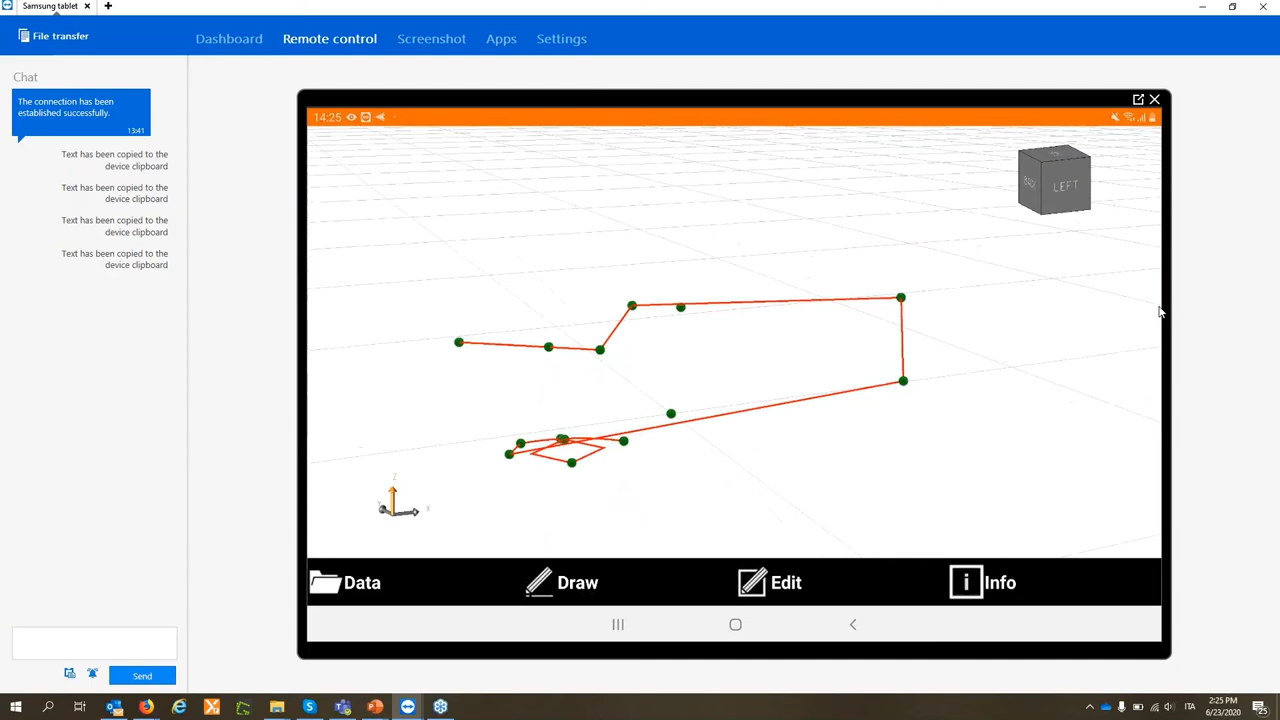 Samsung tablet
File transfer
Dashboard
Remote control
Screenshot
Apps
Settings
Chat
The connection has been
established successfully.
13:41
Text has been copied to the
device clipboard
Text has been copied to the
device clipboard
Text has been copied to the
device clipboard
Text has been copied to the
device clipboard
Send
14:25
BACK
LEFT
Z
X
Data
Draw
Edit
Info
ITA
2:25 PM
6/23/2020
25